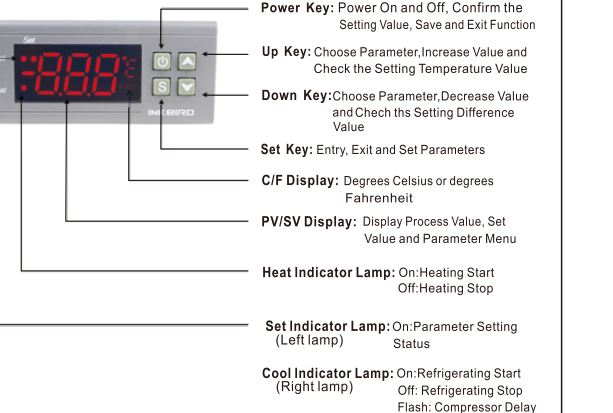 Power Key: Power On and Off, Confirm the
Setting Value, Save and Exit Function
Set
Up Key: Choose Parameter,Increase Value and
Check the Setting Temperature Value
888
°C
S
INKBIRD
Down Key:Choose Parameter,Decrease Value
and Chech ths Setting Difference
Value
Set Key: Entry, Exit and Set Parameters
C/F Display: Degrees Celsius or degrees
Fahrenheit
PV/SV Display: Display Process Value, Set
Value and Parameter Menu
Heat Indicator Lamp: On:Heating Start
Off:Heating Stop
Set Indicator Lamp: On:Parameter Setting
(Left lamp) Status
Cool Indicator Lamp: On:Refrigerating Start
(Right lamp) Off: Refrigerating Stop
Flash: Compressor Delay